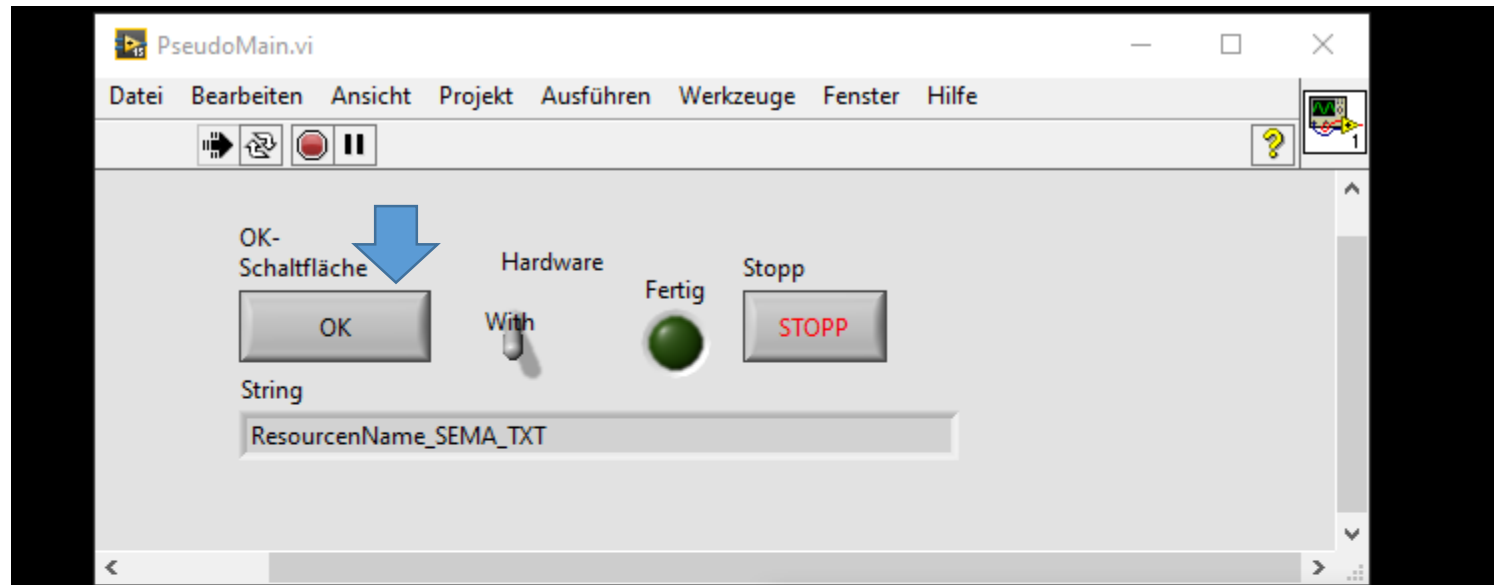 PseudoMain.vi
Datei Bearbeiten Ansicht Projekt Ausführen Werkzeuge Fenster Hilfe
?
1
OK-
Schaltfläche
Hardware
Fertig
Stopp
OK
With
STOPP
String
ResourcenName_SEMA_TXT